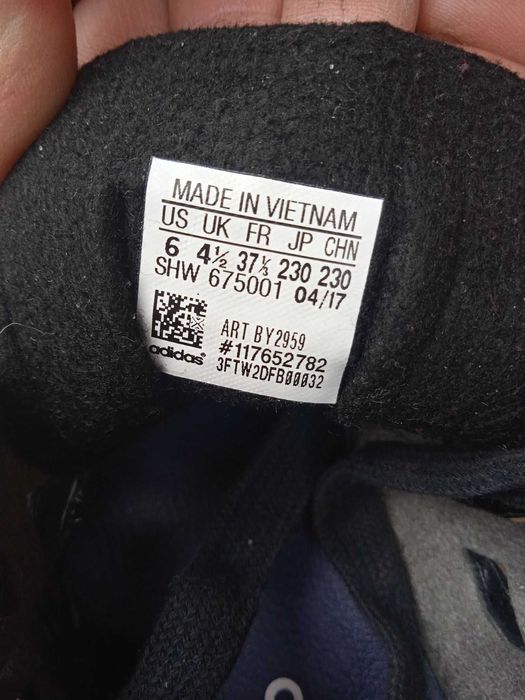 MADE IN VIETNAM
US UK FR JP CHN
6 4½ 37⅓ 230 230
SHW 675001 04/17
ART BY2959
#117652782
adidas®
3FTW2DFB00032